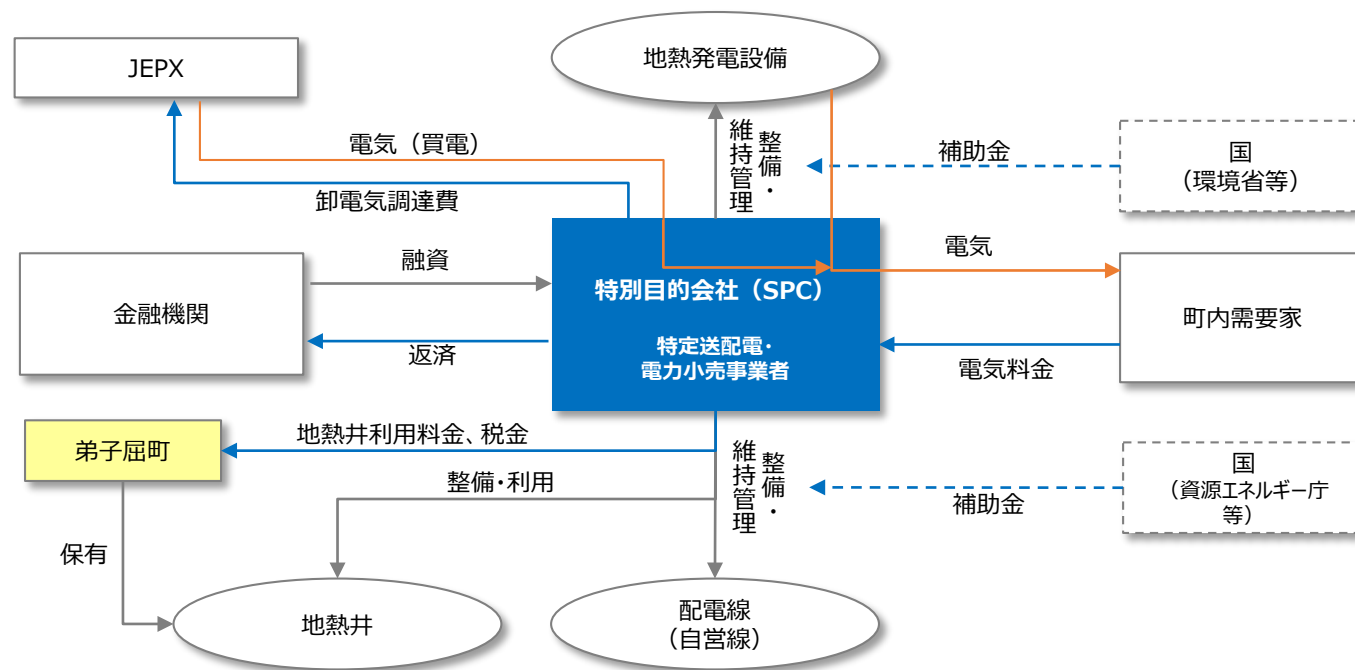 JEPX
地熱発電設備
電気（買電）
卸電気調達費
整備・
維持管理
補助金
国
（環境省等）
融資
金融機関
返済
特別目的会社（SPC）
特定送配電・
電力小売事業者
電気
町内需要家
電気料金
弟子屈町
地熱井利用料金、税金
整備・利用
整備・
維持管理
補助金
国
（資源エネルギー庁
等）
保有
地熱井
配電線
（自営線）